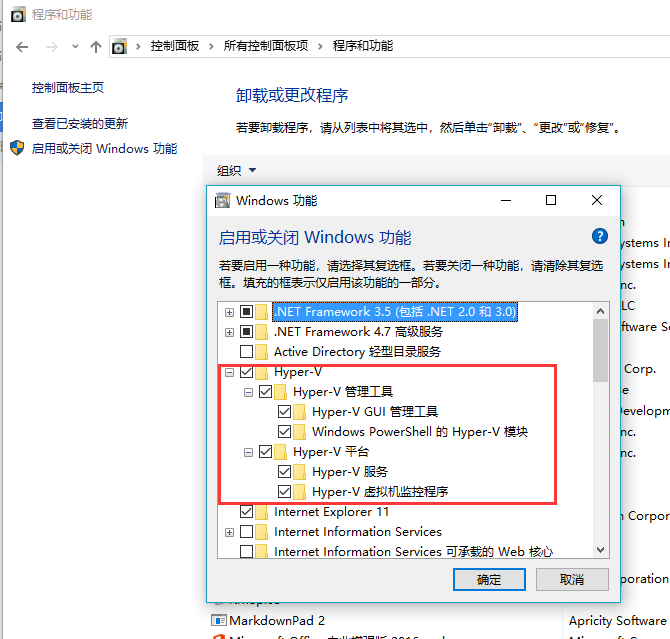 程序和功能
控制面板 › 所有控制面板项 › 程序和功能
控制面板主页
卸载或更改程序
查看已安装的更新
若要卸载程序，请从列表中将其选中，然后单击“卸载”、“更改”或“修复”。
启用或关闭 Windows 功能
组织
Windows 功能
启用或关闭 Windows 功能
若要启用一种功能，请选择其复选框。若要关闭一种功能，请清除其复选
框。填充的框表示仅启用该功能的一部分。
.NET Framework 3.5 (包括 .NET 2.0 和 3.0)
.NET Framework 4.7 高级服务
Active Directory 轻型目录服务
Hyper-V
Hyper-V 管理工具
Hyper-V GUI 管理工具
Windows PowerShell 的 Hyper-V 模块
Hyper-V 平台
Hyper-V 服务
Hyper-V 虚拟机监控程序
Internet Explorer 11
Internet Information Services
Internet Information Services 可承载的 Web 核心
确定
取消
ystems In
ystems In
nc.
LC
ftware So
Corp.
e
Developm
nc.
n Corpor
poration
MarkdownPad 2
Apricity Software